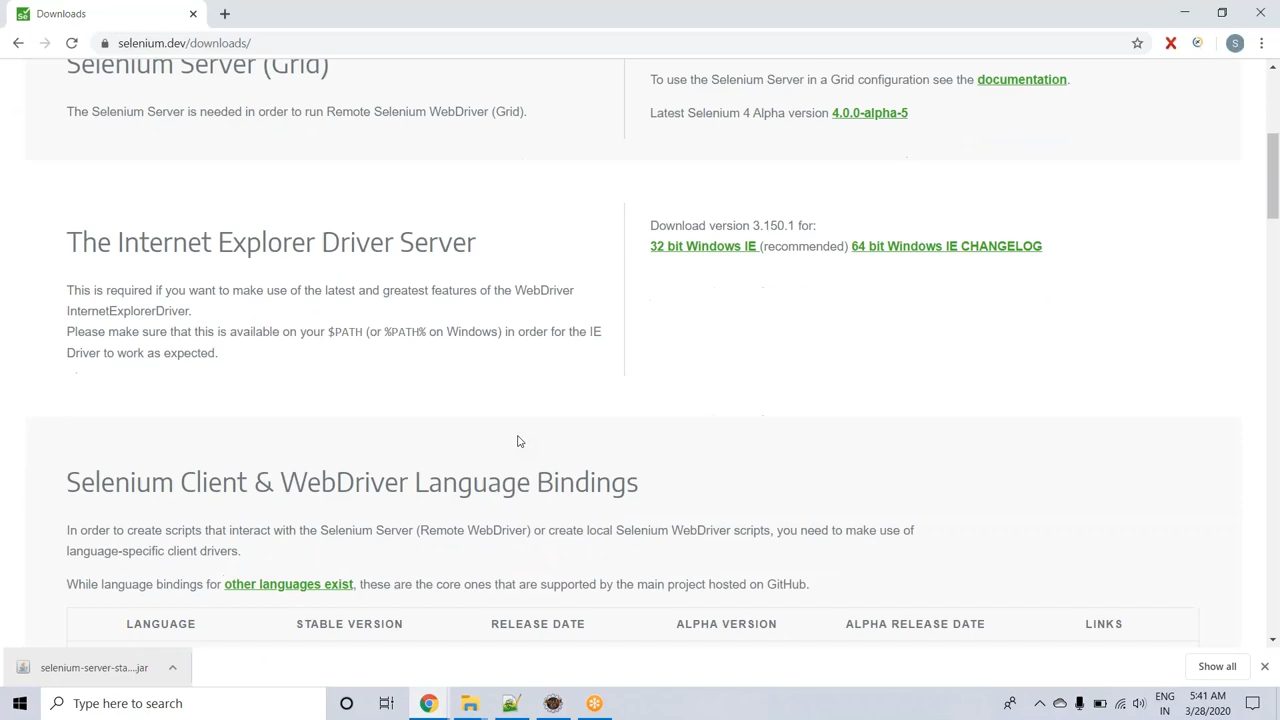 Downloads
selenium.dev/downloads/
S
Selenium Server (Grid)
The Selenium Server is needed in order to run Remote Selenium WebDriver (Grid).
To use the Selenium Server in a Grid configuration see the documentation.
Latest Selenium 4 Alpha version 4.0.0-alpha-5
The Internet Explorer Driver Server
This is required if you want to make use of the latest and greatest features of the WebDriver
InternetExplorerDriver.
Please make sure that this is available on your $PATH (or %PATH% on Windows) in order for the IE
Driver to work as expected.
Download version 3.150.1 for:
32 bit Windows IE (recommended) 64 bit Windows IE CHANGELOG
Selenium Client & WebDriver Language Bindings
In order to create scripts that interact with the Selenium Server (Remote WebDriver) or create local Selenium WebDriver scripts, you need to make use of
language-specific client drivers.
While language bindings for other languages exist, these are the core ones that are supported by the main project hosted on GitHub.
LANGUAGE STABLE VERSION RELEASE DATE ALPHA VERSION ALPHA RELEASE DATE LINKS
selenium-server-sta....jar
Show all
Type here to search
ENG
IN
5:41 AM
3/28/2020